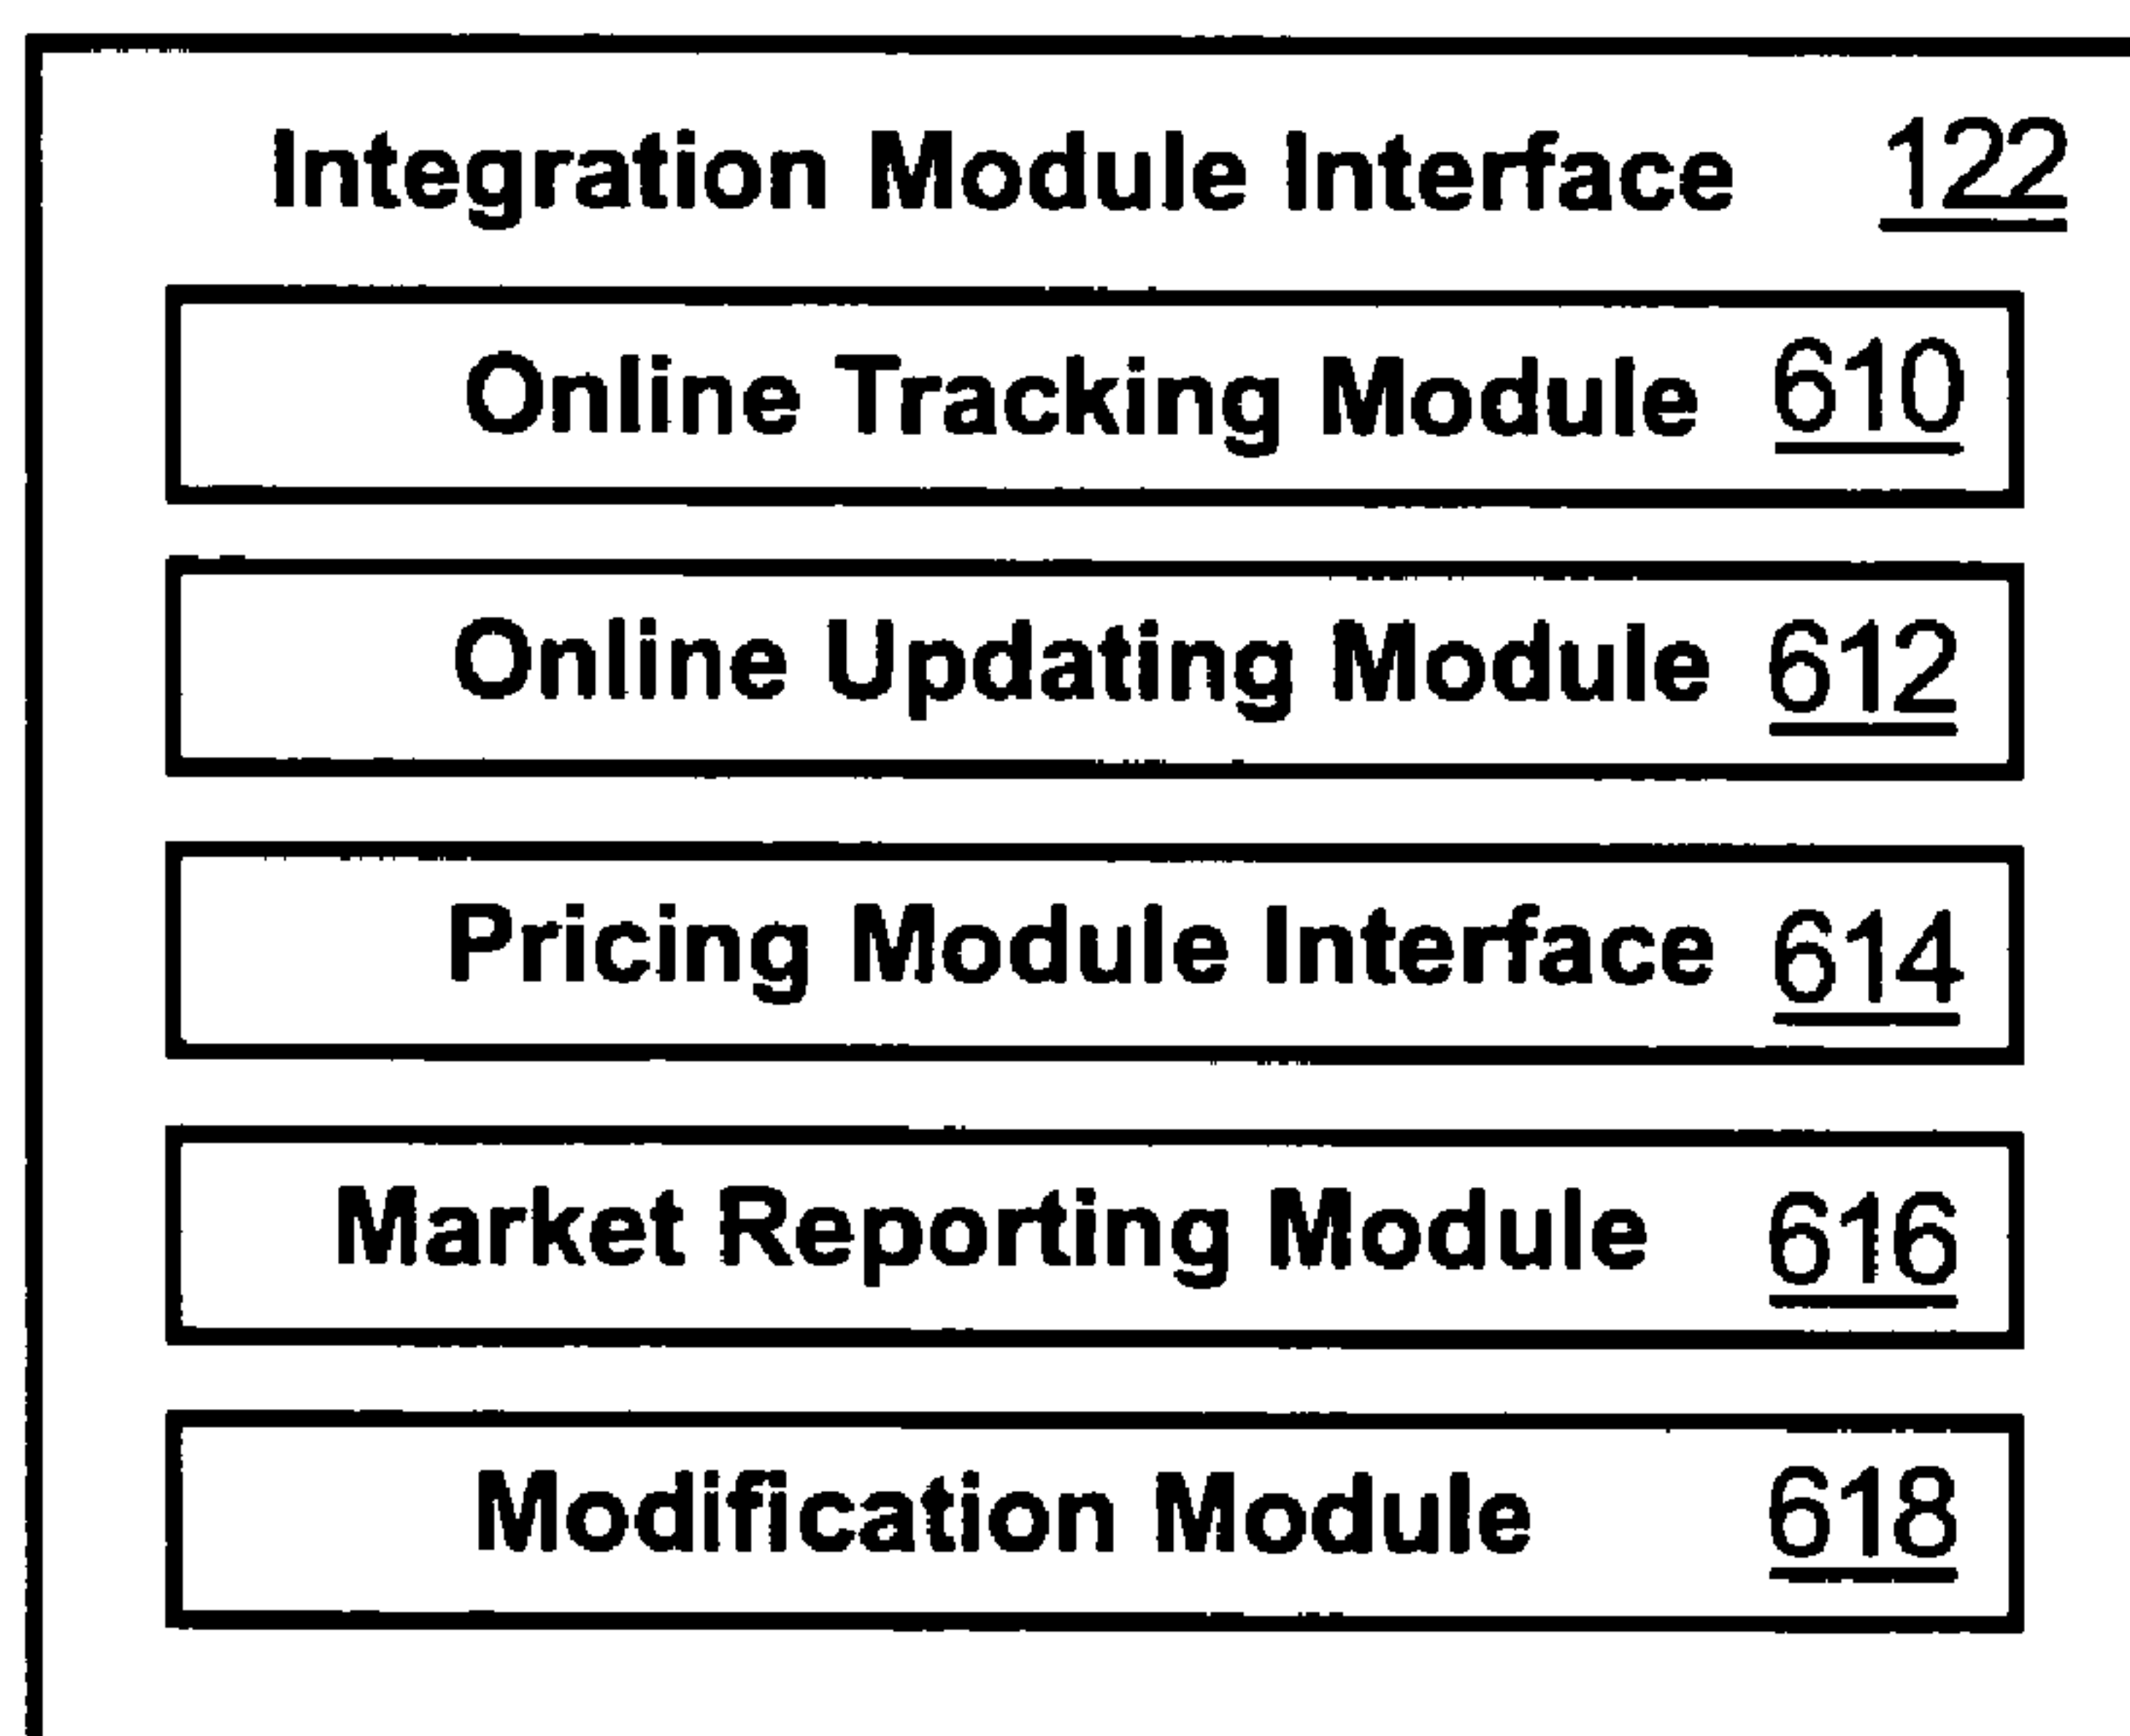 Integration Module Interface 122
Online Tracking Module 610
Online Updating Module 612
Pricing Module Interface 614
Market Reporting Module 616
Modification Module 618